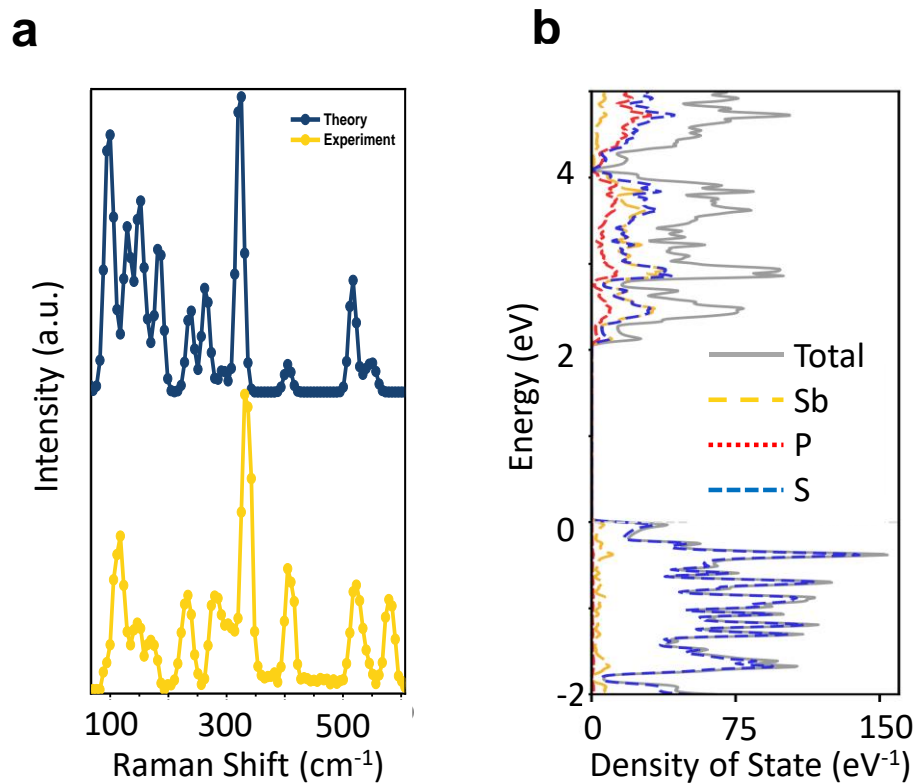 a
b
Theory
Experiment
Intensity (a.u.)
100
300
500
Raman Shift (cm-1)
4
2
0
-2
Energy (eV)
Total
Sb
P
S
0
75
150
Density of State (eV-1)